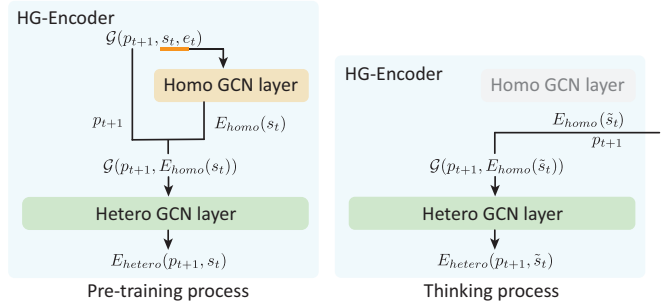 HG-Encoder
𝒢(p_{t+1}, s_t, e_t)
Homo GCN layer
p_{t+1}
E_{homo}(s_t)
𝒢(p_{t+1}, E_{homo}(s_t))
Hetero GCN layer
E_{hetero}(p_{t+1}, s_t)
Pre-training process
HG-Encoder
Homo GCN layer
E_{homo}(s̃_t)
p_{t+1}
𝒢(p_{t+1}, E_{homo}(s̃_t))
Hetero GCN layer
E_{hetero}(p_{t+1}, s̃_t)
Thinking process